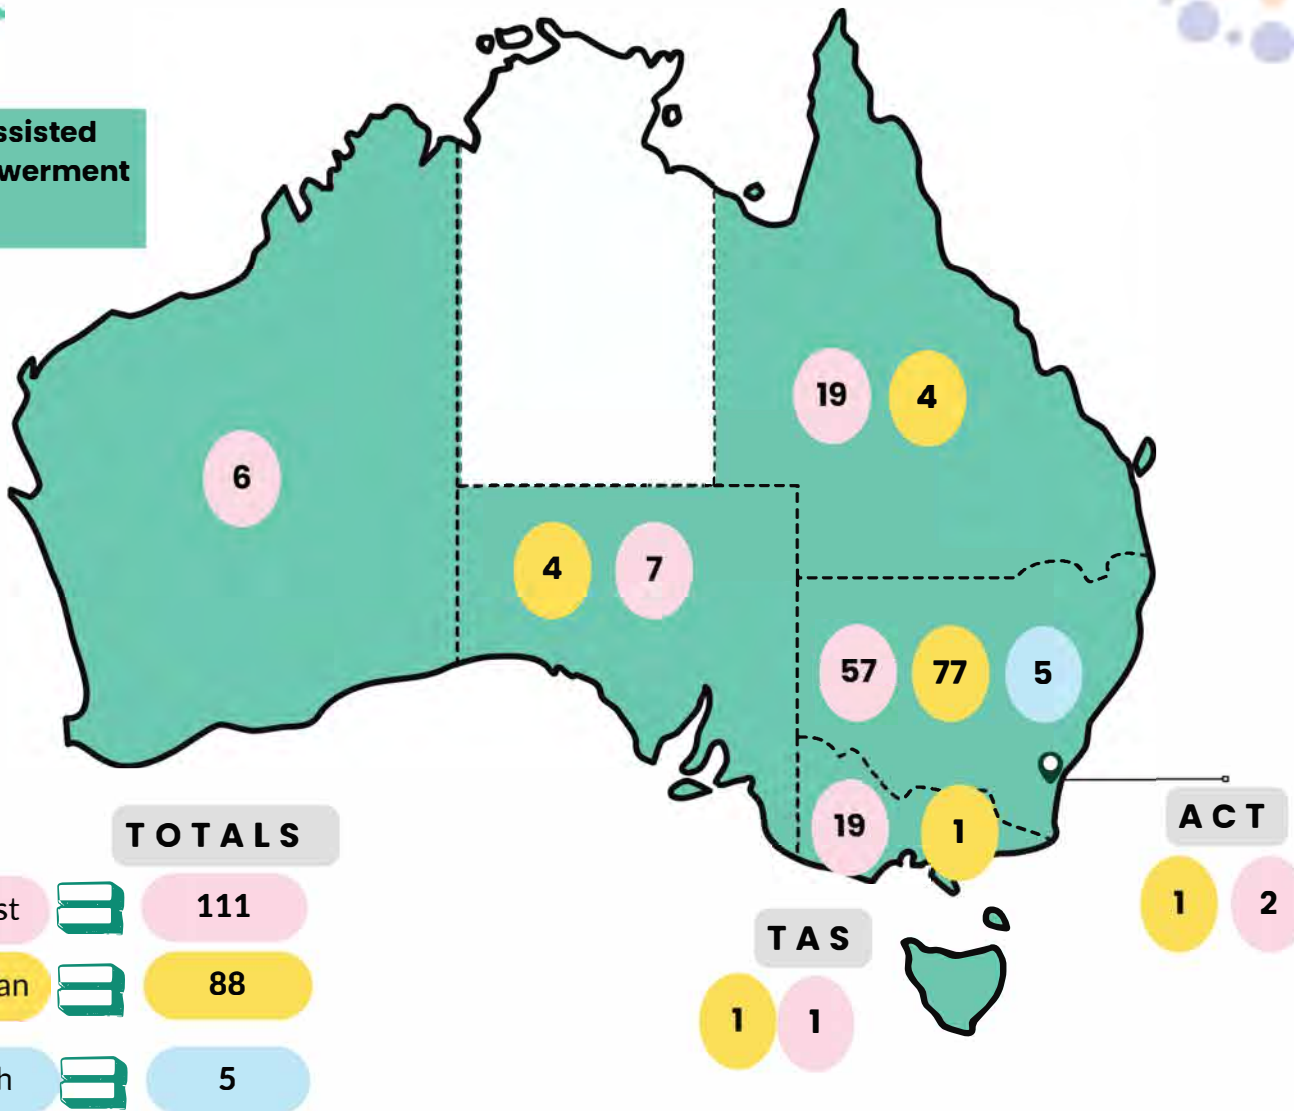 ssisted
werment
19 4
6
4 7
57 77 5
19 1
TOTALS
ACT
st 111
1 2
TAS
an 88
1 1
h 5